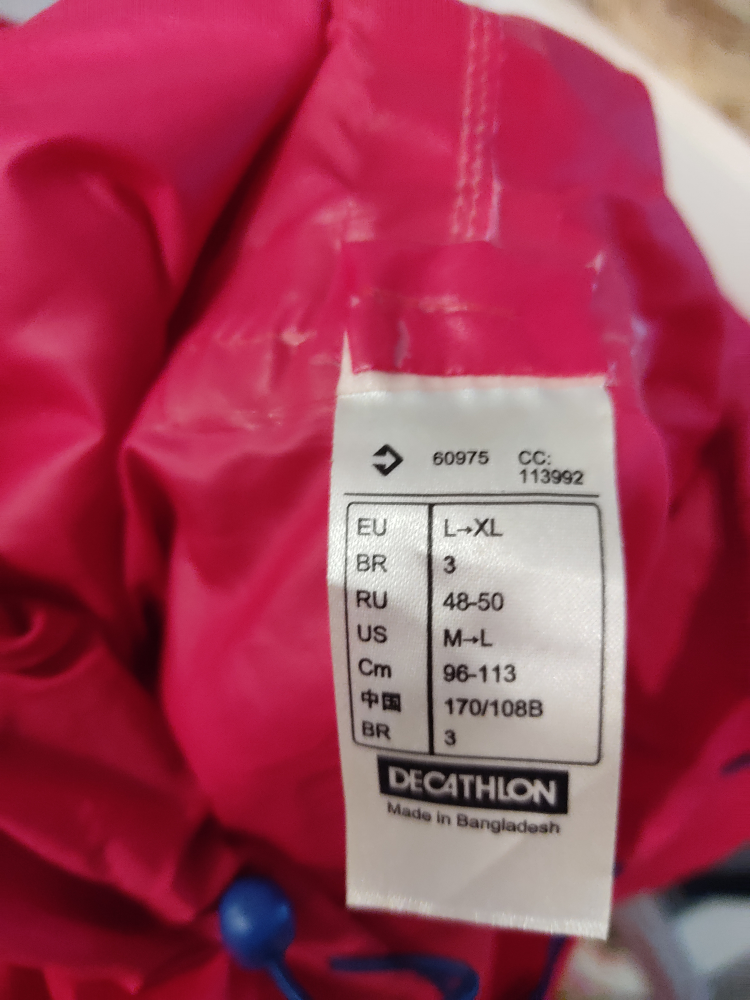 60975 CC:
113992
EU L→XL
BR 3
RU 48-50
US M→L
Cm 96-113
中国 170/108B
BR 3
DECATHLON
Made in Bangladesh